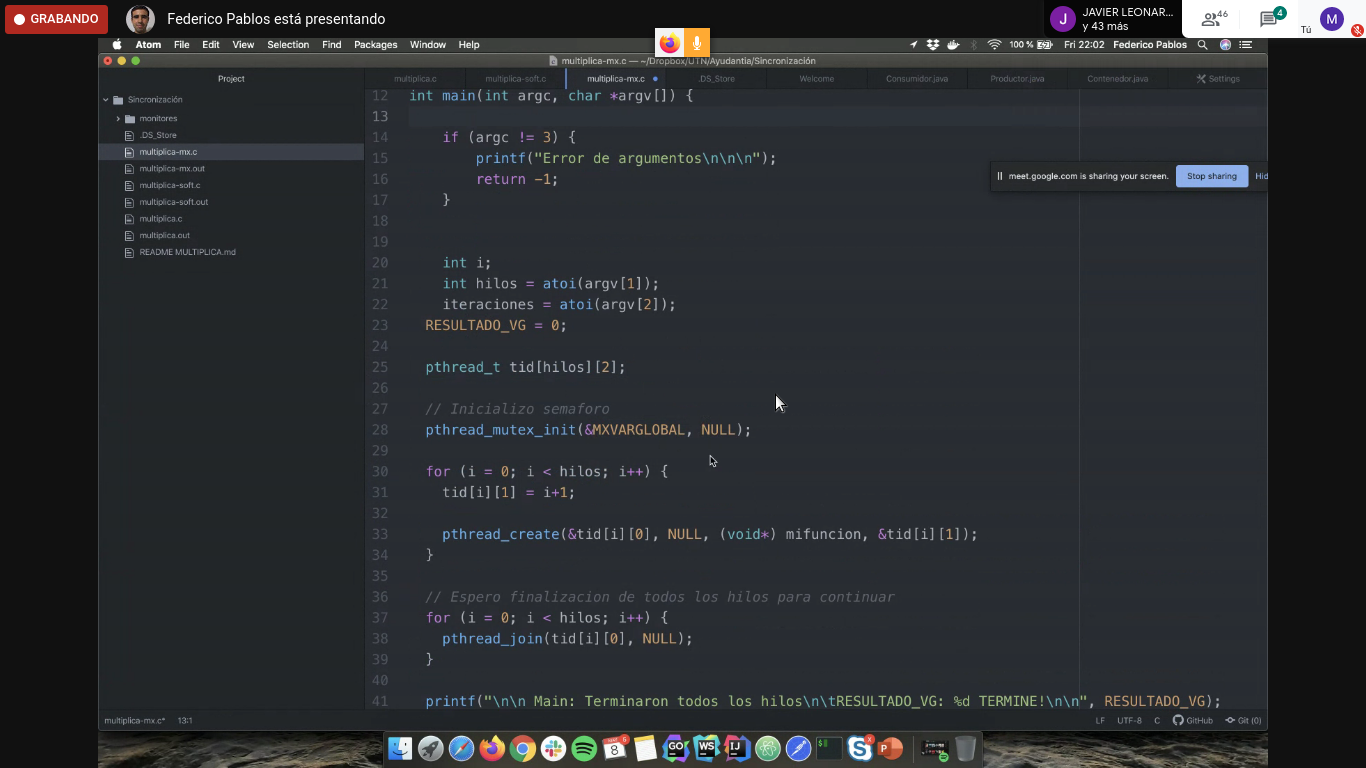 GRABANDO
Federico Pablos está presentando
JAVIER LEONAR...
y 43 más
46
4
Tú
M
Atom File Edit View Selection Find Packages Window Help
100 % Fri 22:02 Federico Pablos
multiplica-mx.c — ~/Dropbox/UTN/Ayudantia/Sincronización
Project
multiplica.c
multiplica-soft.c
multiplica-mx.c
.DS_Store
Welcome
Consumidor.java
Productor.java
Contenedor.java
Settings
Sincronización
monitores
.DS_Store
multiplica-mx.c
multiplica-mx.out
multiplica-soft.c
multiplica-soft.out
multiplica.c
multiplica.out
README MULTIPLICA.md
12 int main(int argc, char *argv[]) {
13
14 if (argc != 3) {
15 printf("Error de argumentos\n\n\n");
16 return -1;
17 }
18
19
20 int i;
21 int hilos = atoi(argv[1]);
22 iteraciones = atoi(argv[2]);
23 RESULTADO_VG = 0;
24
25 pthread_t tid[hilos][2];
26
27 // Inicializo semaforo
28 pthread_mutex_init(&MXVARGLOBAL, NULL);
29
30 for (i = 0; i < hilos; i++) {
31 tid[i][1] = i+1;
32
33 pthread_create(&tid[i][0], NULL, (void*) mifuncion, &tid[i][1]);
34 }
35
36 // Espero finalizacion de todos los hilos para continuar
37 for (i = 0; i < hilos; i++) {
38 pthread_join(tid[i][0], NULL);
39 }
40
41 printf("\n\n Main: Terminaron todos los hilos\n\tRESULTADO_VG: %d TERMINE!\n\n", RESULTADO_VG);
meet.google.com is sharing your screen.
Stop sharing
Hid
multiplica-mx.c* 13:1
LF UTF-8 C GitHub Git (0)
8
GO
WS
IJ